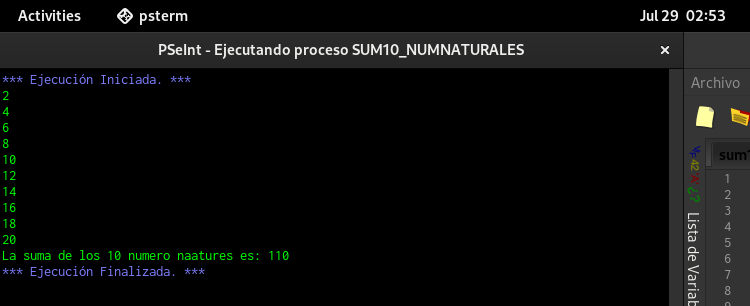 Activities
psterm
Jul 29 02:53
PSeInt - Ejecutando proceso SUM10_NUMNATURALES
×
*** Ejecución Iniciada. ***
2
4
6
8
10
12
14
16
18
20
La suma de los 10 numero naatures es: 110
*** Ejecución Finalizada. ***
Archivo
1
2
3
4
5
6
7
8
9
Lista de Variab